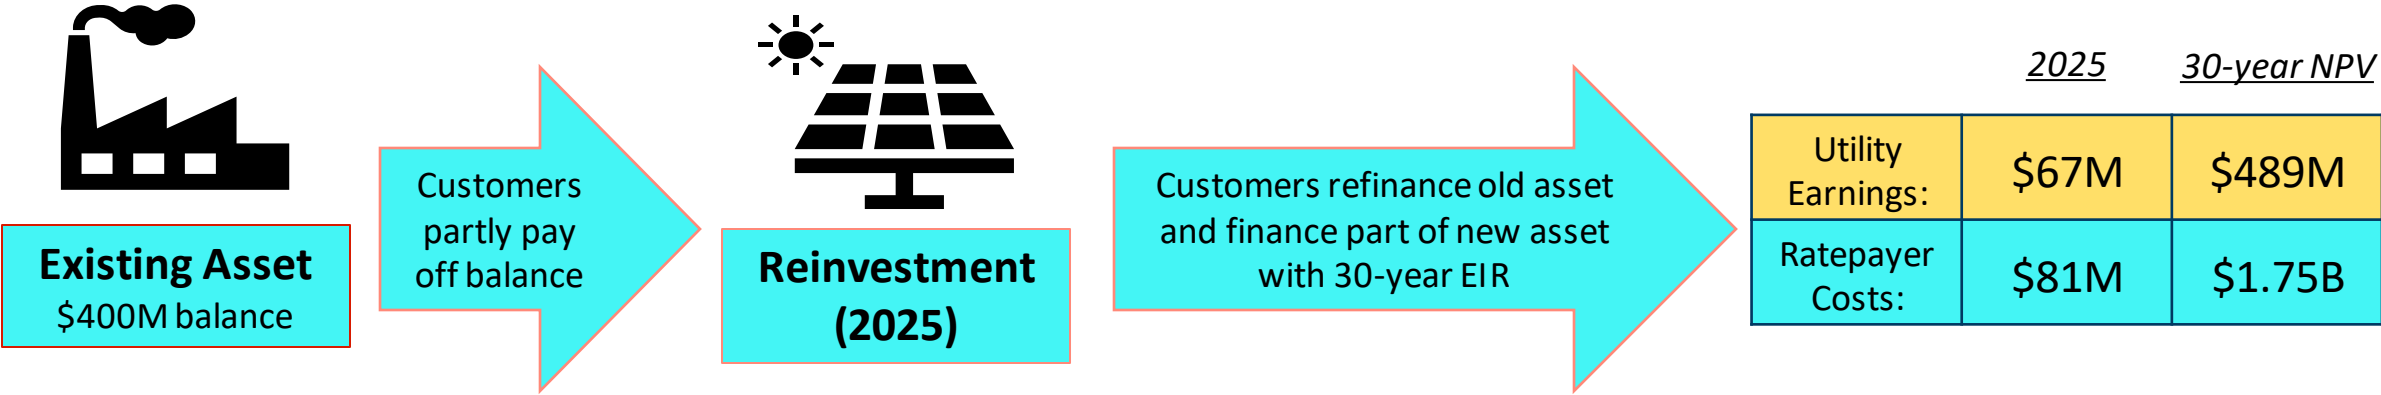 Existing Asset
$400M balance
Customers
partly pay
off balance
Reinvestment
(2025)
Customers refinance old asset
and finance part of new asset
with 30-year EIR
2025 30-year NPV
Utility
Earnings:
$67M $489M
Ratepayer
Costs:
$81M $1.75B